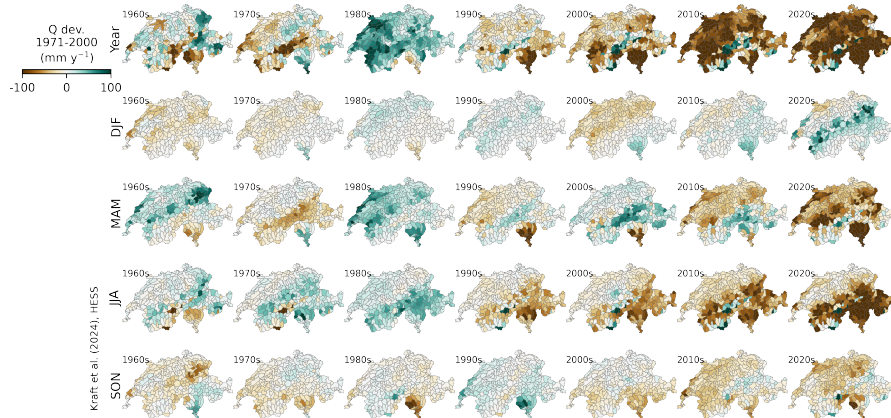 Q dev.
1971-2000
(mm y⁻¹)
-100 0 100
Year
1960s 1970s 1980s 1990s 2000s 2010s 2020s
DJF
1960s 1970s 1980s 1990s 2000s 2010s 2020s
MAM
1960s 1970s 1980s 1990s 2000s 2010s 2020s
JJA
1960s 1970s 1980s 1990s 2000s 2010s 2020s
SON
1960s 1970s 1980s 1990s 2000s 2010s 2020s
Kraft et al. (2024), HESS